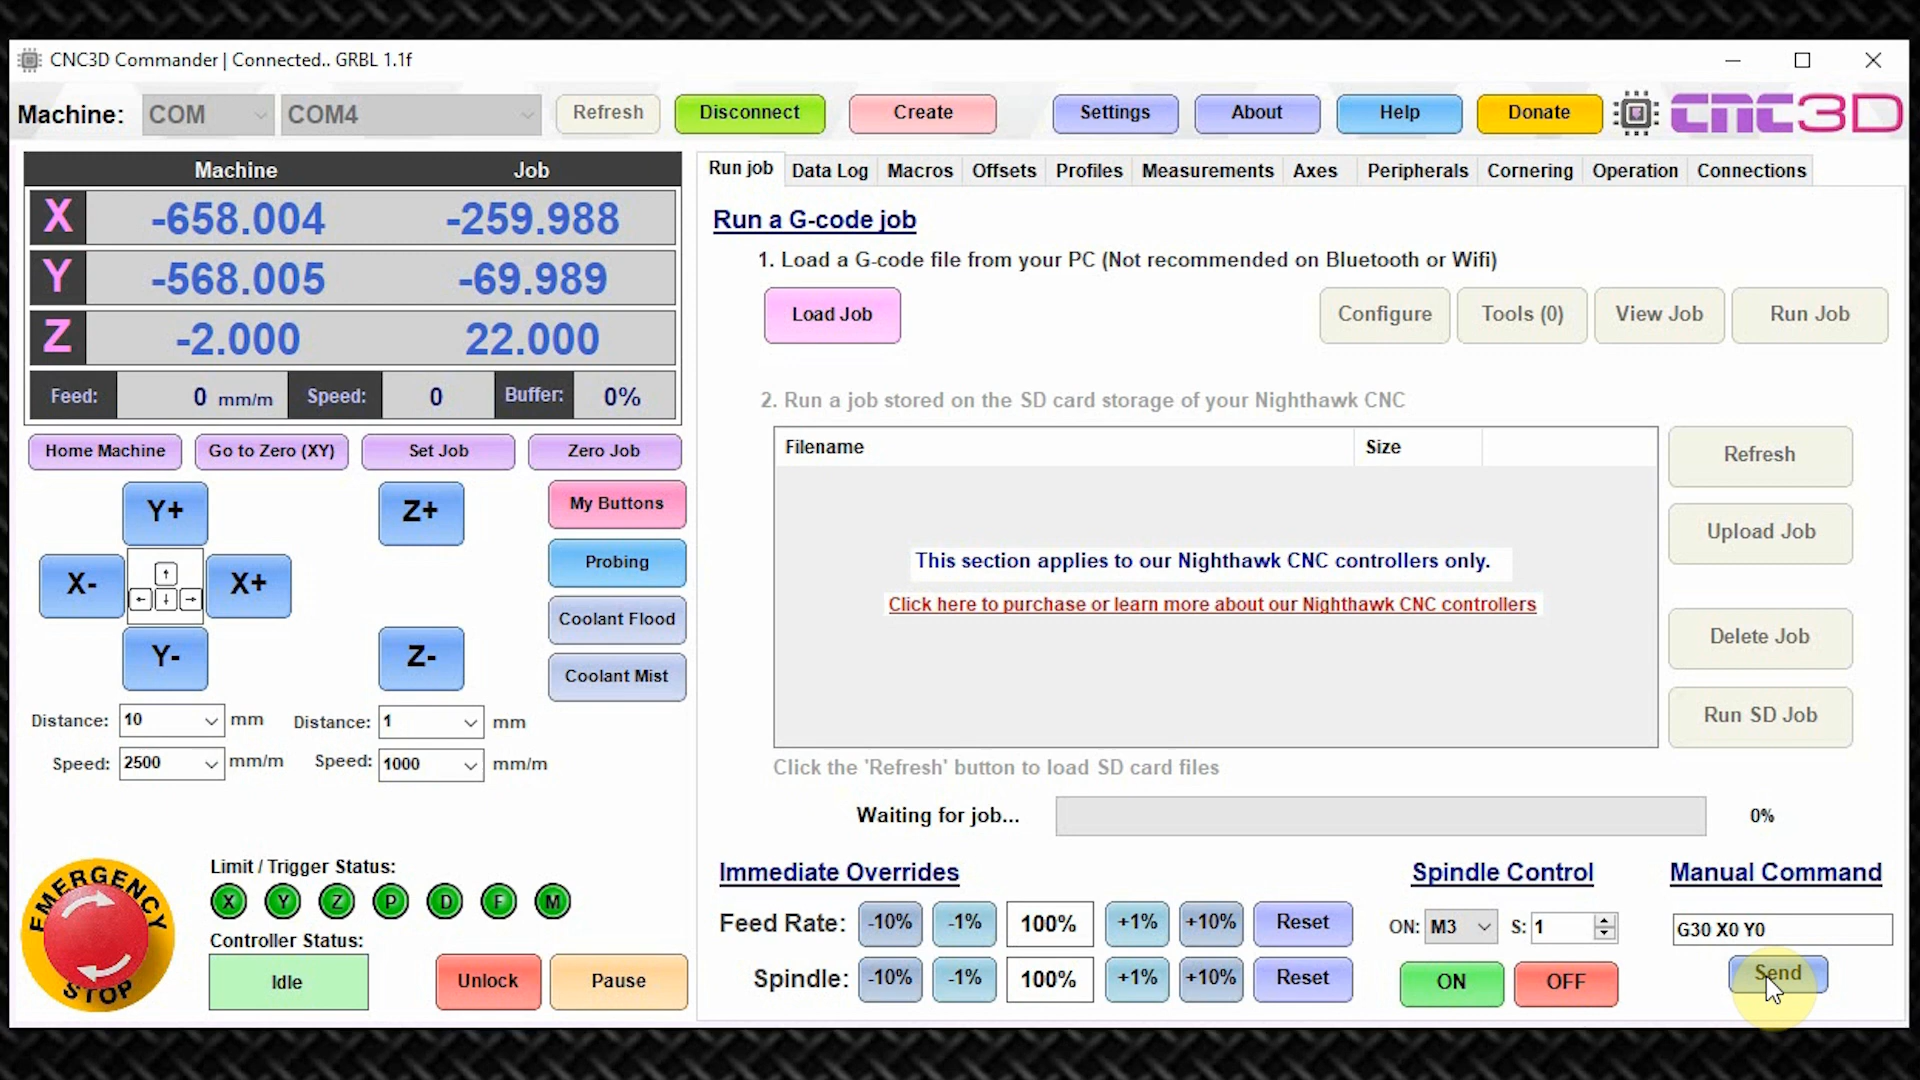 CNC3D Commander | Connected.. GRBL 1.1f
Machine: COM COM4 Refresh Disconnect Create Settings About Help Donate CNC3D
Machine Job
X -658.004 -259.988
Y -568.005 -69.989
Z -2.000 22.000
Feed: 0 mm/m Speed: 0 Buffer: 0%
Home Machine Go to Zero (XY) Set Job Zero Job
Y+ Z+ My Buttons
X- X+ Probing
Coolant Flood
Y- Z- Coolant Mist
Distance: 10 mm Distance: 1 mm
Speed: 2500 mm/m Speed: 1000 mm/m
EMERGENCY STOP
Limit / Trigger Status:
X Y Z P D F M
Controller Status:
Idle Unlock Pause
Run job Data Log Macros Offsets Profiles Measurements Axes Peripherals Cornering Operation Connections
Run a G-code job
1. Load a G-code file from your PC (Not recommended on Bluetooth or Wifi)
Load Job Configure Tools (0) View Job Run Job
2. Run a job stored on the SD card storage of your Nighthawk CNC
Filename Size
Refresh
Upload Job
This section applies to our Nighthawk CNC controllers only.
Click here to purchase or learn more about our Nighthawk CNC controllers
Delete Job
Run SD Job
Click the 'Refresh' button to load SD card files
Waiting for job... 0%
Immediate Overrides Spindle Control Manual Command
Feed Rate: -10% -1% 100% +1% +10% Reset ON: M3 S: 1 G30 X0 Y0
Spindle: -10% -1% 100% +1% +10% Reset ON OFF Send